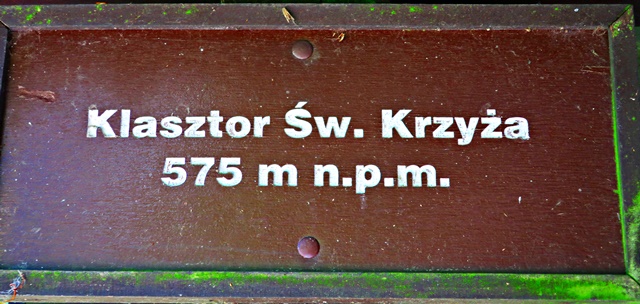 Klasztor Św. Krzyża
575 m n.p.m.